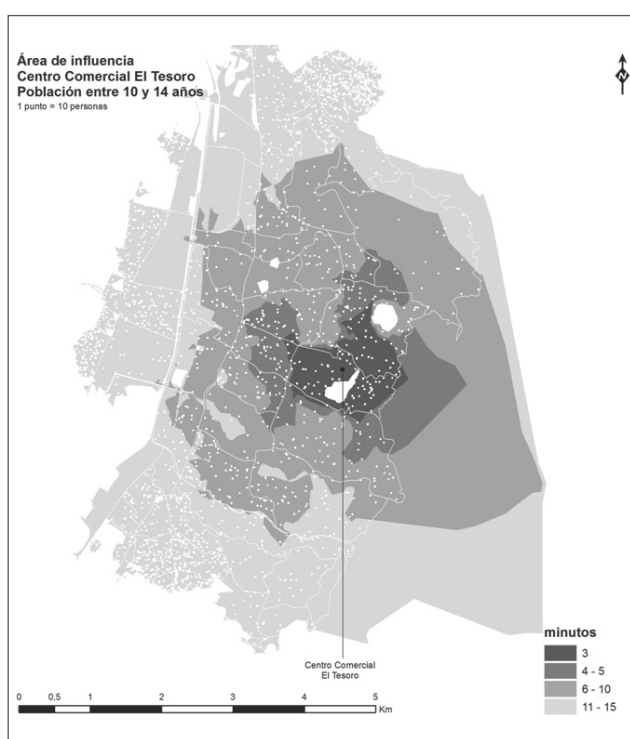 Área de influencia
Centro Comercial El Tesoro
Población entre 10 y 14 años
1 punto = 10 personas
N
Centro Comercial
El Tesoro
minutos
3
4 - 5
6 - 10
11 - 15
0 0,5 1 2 3 4 5
Km